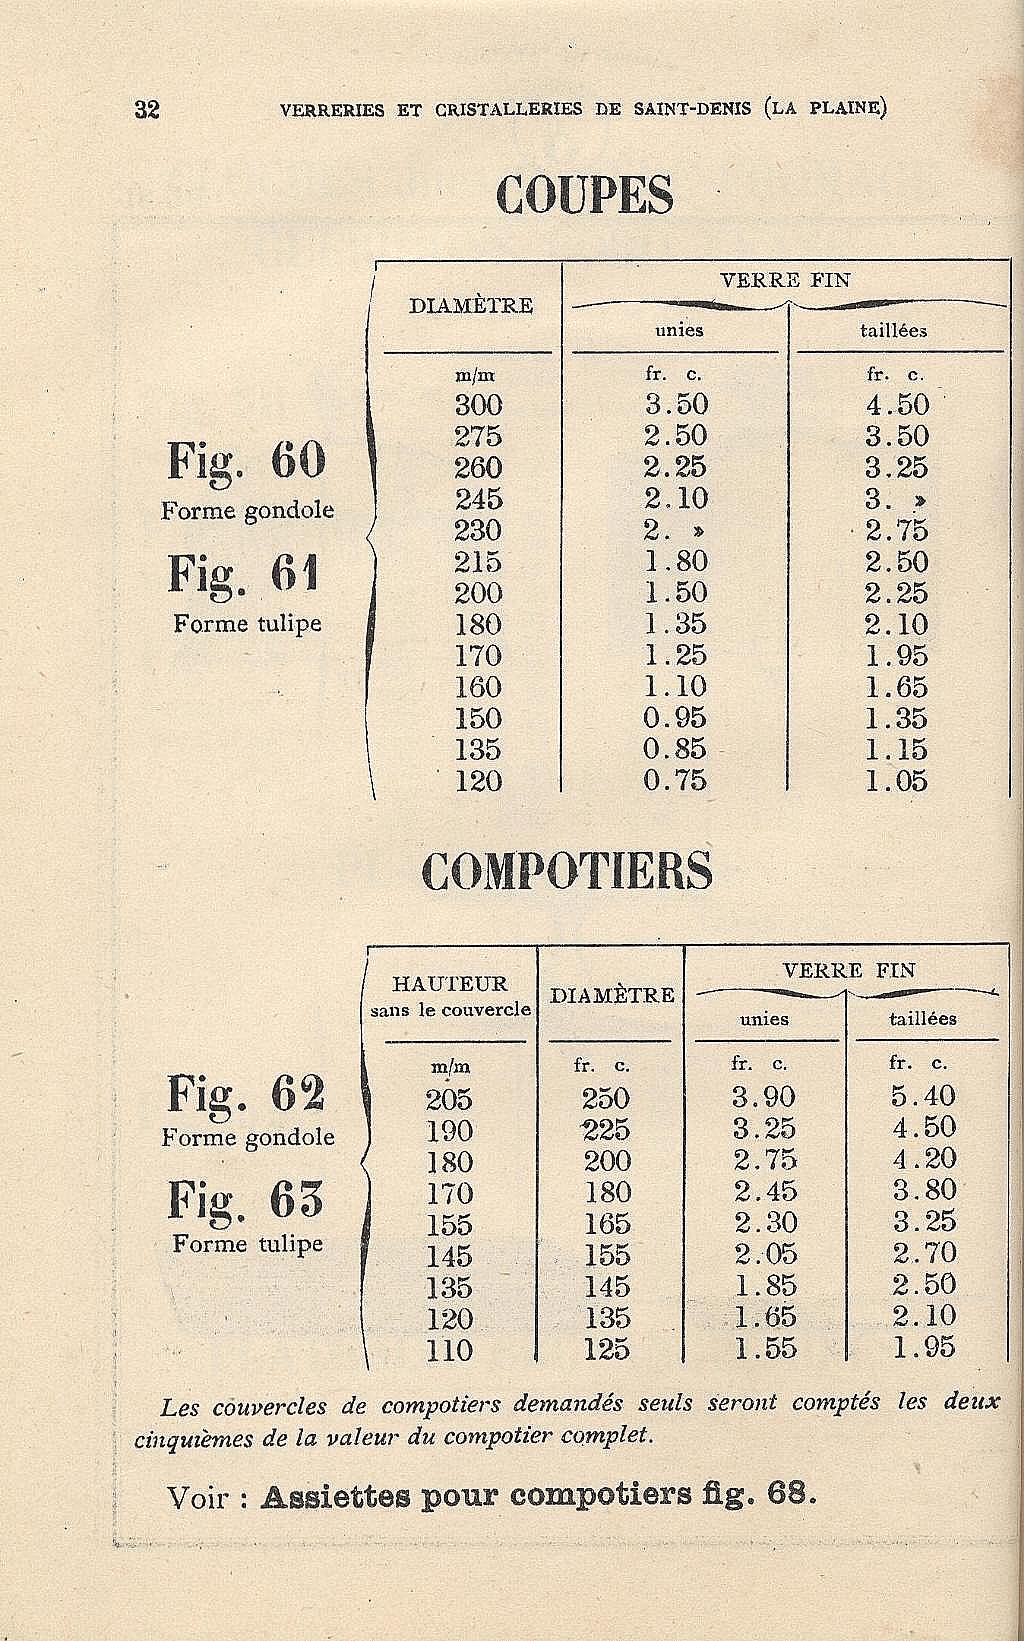 32 VERRERIES ET CRISTALLERIES DE SAINT-DENIS (LA PLAINE)
COUPES
DIAMÈTRE VERRE FIN
unies taillées
m/m fr. c. fr. c.
300 3.50 4.50
275 2.50 3.50
260 2.25 3.25
245 2.10 3. »
230 2. » 2.75
215 1.80 2.50
200 1.50 2.25
180 1.35 2.10
170 1.25 1.95
160 1.10 1.65
150 0.95 1.35
135 0.85 1.15
120 0.75 1.05
Fig. 60
Forme gondole
Fig. 61
Forme tulipe
COMPOTIERS
HAUTEUR
sans le couvercle DIAMÈTRE VERRE FIN
unies taillées
m/m fr. c. fr. c. fr. c.
205 250 3.90 5.40
190 225 3.25 4.50
180 200 2.75 4.20
170 180 2.45 3.80
155 165 2.30 3.25
145 155 2.05 2.70
135 145 1.85 2.50
120 135 1.65 2.10
110 125 1.55 1.95
Fig. 62
Forme gondole
Fig. 63
Forme tulipe
Les couvercles de compotiers demandés seuls seront comptés les deux
cinquièmes de la valeur du compotier complet.
Voir : Assiettes pour compotiers fig. 68.